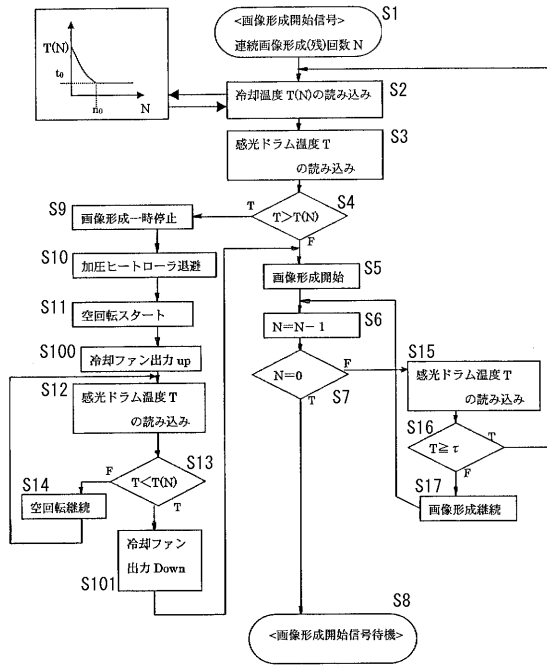 <画像形成開始信号>
S1
連続画像形成(残)回数 N
T(N)
t₀
n₀
N
冷却温度 T(N)の読み込み
S2
感光ドラム温度 T
の読み込み
S3
T>T(N)
S4
T
F
S9
画像形成一時停止
S10
加圧ヒートローラ退避
S11
空回転スタート
S100
冷却ファン出力 up
S12
感光ドラム温度 T
の読み込み
S13
T<T(N)
F
T
S14
空回転継続
冷却ファン
出力 Down
S101
画像形成開始
S5
N=N-1
S6
N=0
S7
F
T
S15
感光ドラム温度 T
の読み込み
S16
T≧τ
T
F
S17
画像形成継続
S8
<画像形成開始信号待機>